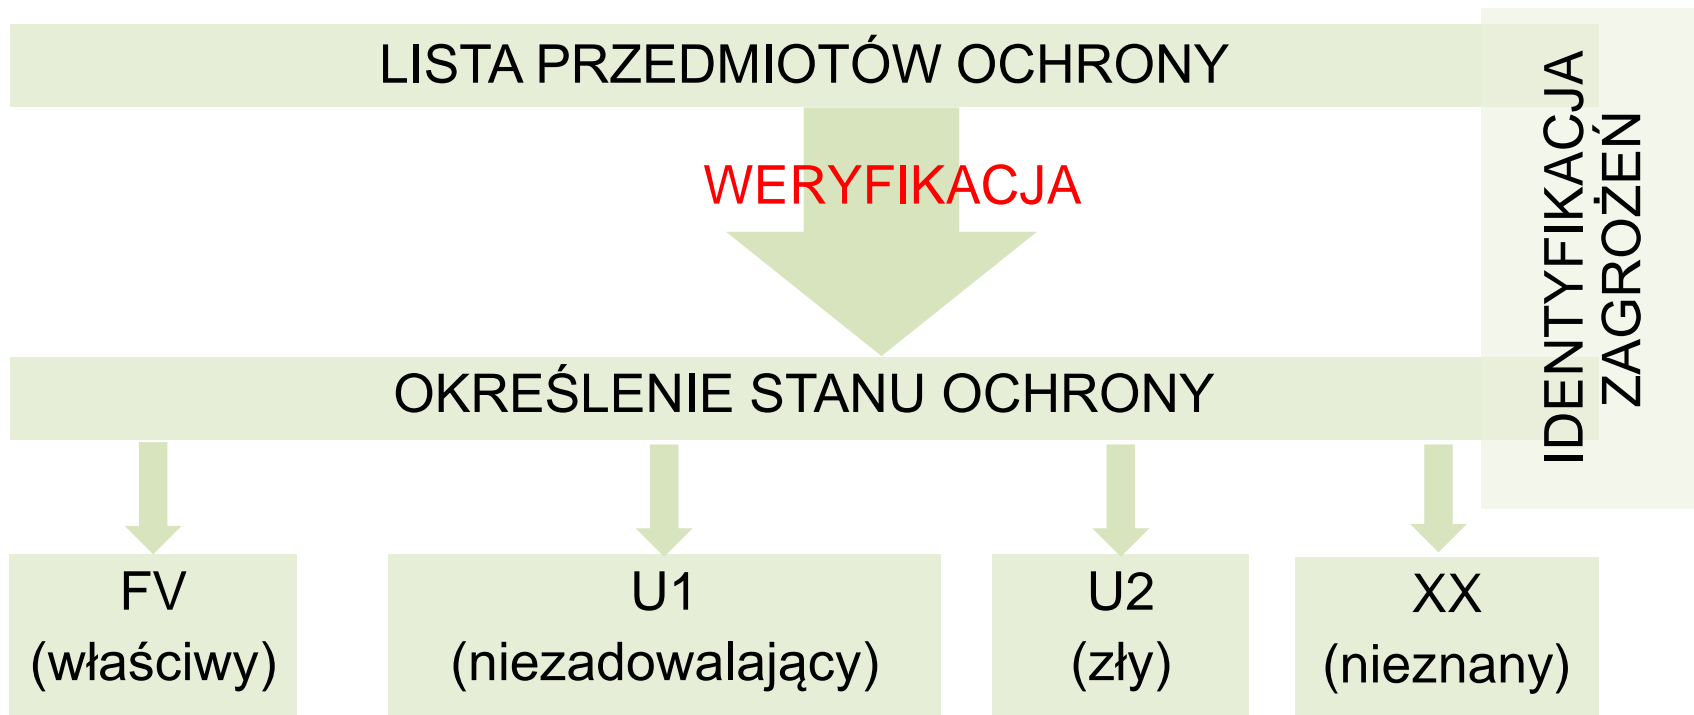 LISTA PRZEDMIOTÓW OCHRONY
WERYFIKACJA
OKREŚLENIE STANU OCHRONY
IDENTYFIKACJA
ZAGROŻEŃ
FV
(właściwy)
U1
(niezadowalający)
U2
(zły)
XX
(nieznany)